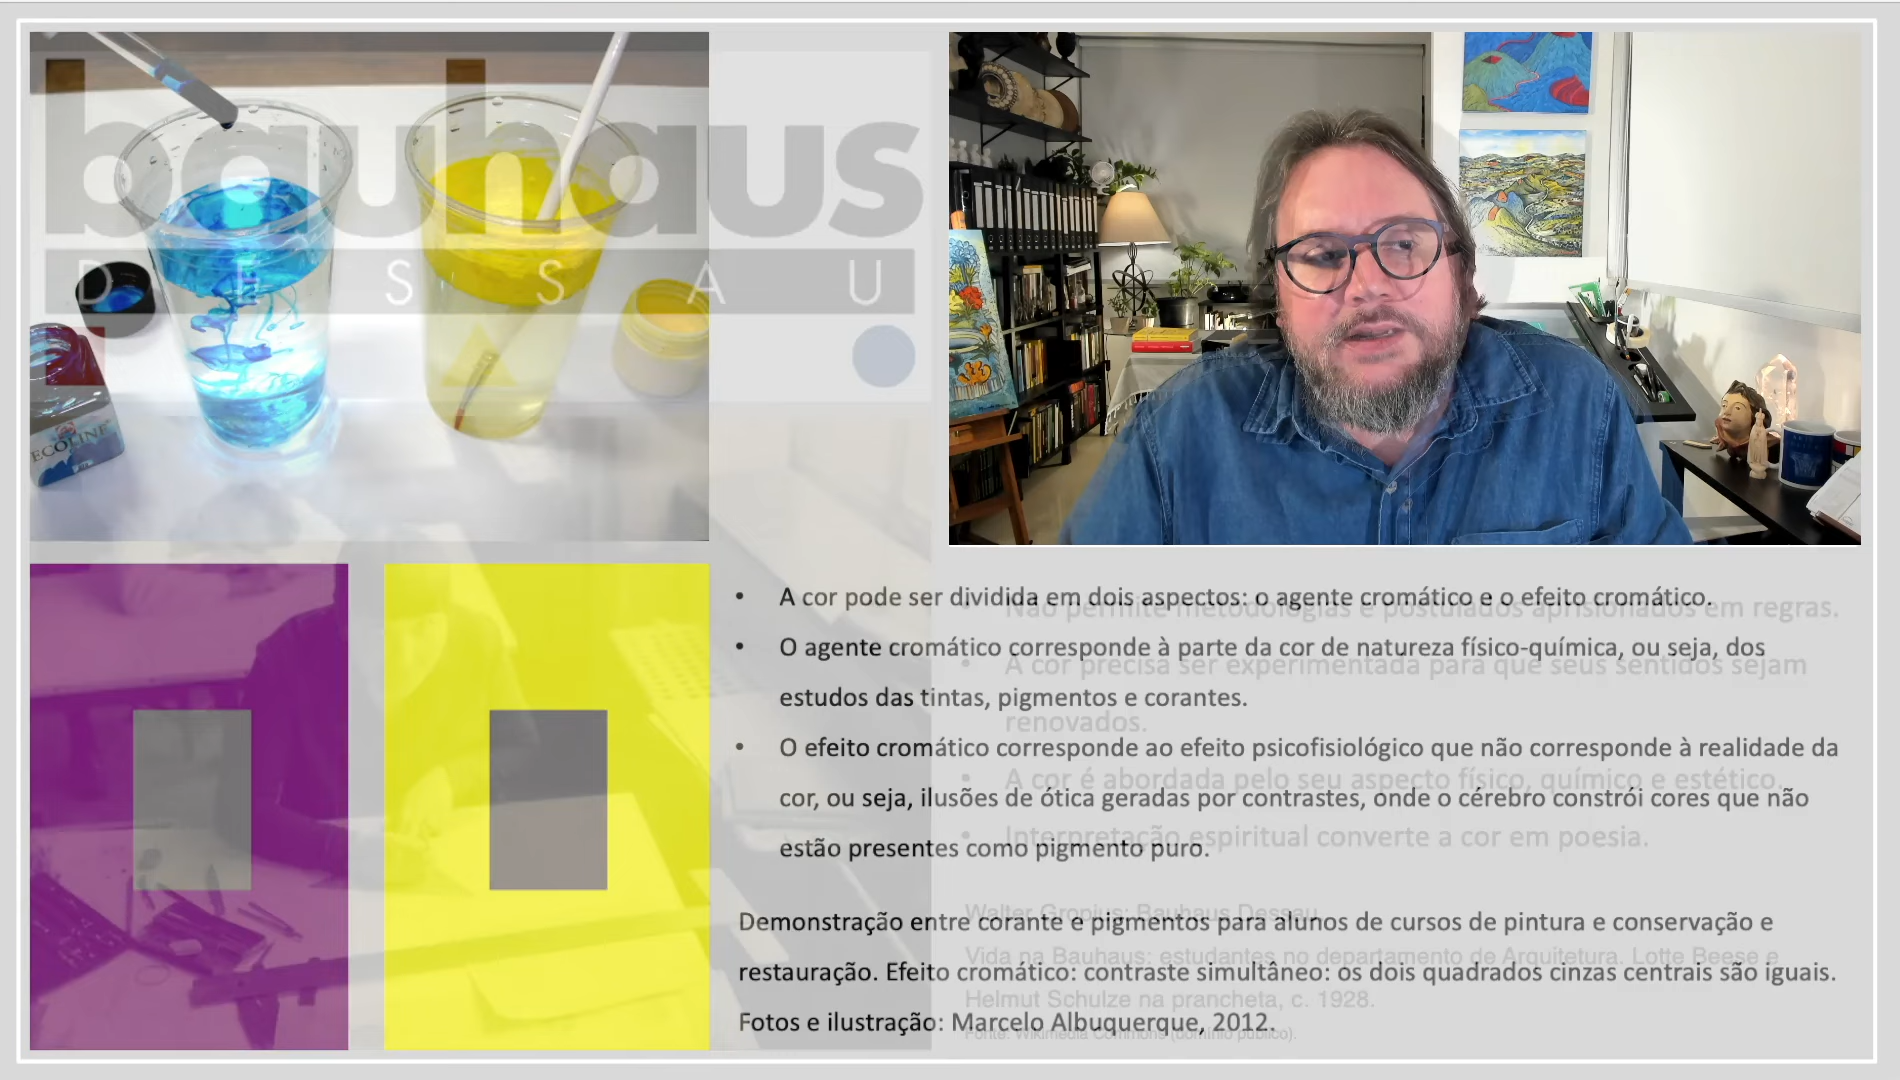 bauhaus
DESSAU
ECOLINE
• A cor pode ser dividida em dois aspectos: o agente cromático e o efeito cromático.
• O agente cromático corresponde à parte da cor de natureza físico-química, ou seja, dos
estudos das tintas, pigmentos e corantes.
• O efeito cromático corresponde ao efeito psicofisiológico que não corresponde à realidade da
cor, ou seja, ilusões de ótica geradas por contrastes, onde o cérebro constrói cores que não
estão presentes como pigmento puro.
Demonstração entre corante e pigmentos para alunos de cursos de pintura e conservação e
restauração. Efeito cromático: contraste simultâneo: os dois quadrados cinzas centrais são iguais.
Fotos e ilustração: Marcelo Albuquerque, 2012.
• Não permite metodologias e postulados aprisionados em regras.
• A cor precisa ser experimentada para que seus sentidos sejam
renovados.
• A cor é abordada pelo seu aspecto físico, químico e estético.
• Interpretação espiritual converte a cor em poesia.
Walter Gropius: Bauhaus Dessau.
Vida na Bauhaus: estudantes no departamento de Arquitetura. Lotte Beese e
Helmut Schulze na prancheta, c. 1928.
Fonte: Wikimedia Commons (domínio público).